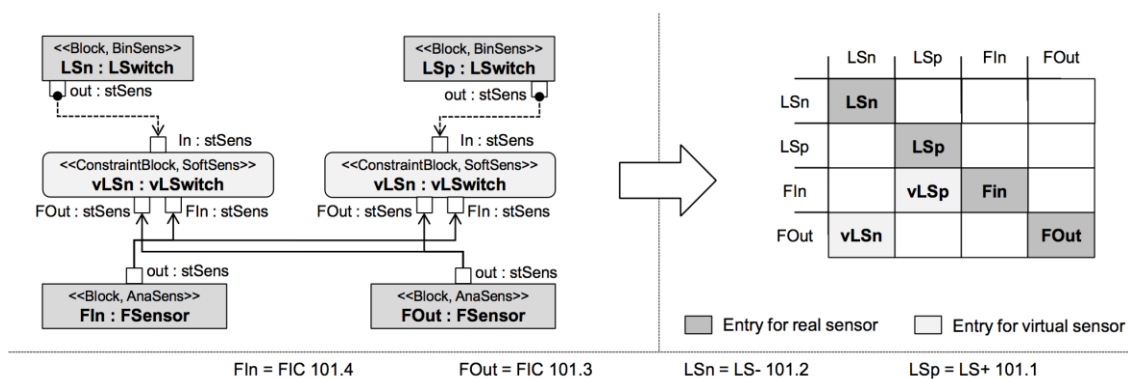 <<Block, BinSens>>
LSn : LSwitch
out : stSens
<<Block, BinSens>>
LSp : LSwitch
out : stSens
In : stSens
In : stSens
<<ConstraintBlock, SoftSens>>
vLSn : vLSwitch
<<ConstraintBlock, SoftSens>>
vLSn : vLSwitch
FOut : stSens
FIn : stSens
FOut : stSens
FIn : stSens
out : stSens
out : stSens
<<Block, AnaSens>>
FIn : FSensor
<<Block, AnaSens>>
FOut : FSensor
LSn LSp FIn FOut
LSn LSn
LSp LSp
FIn vLSp Fin
FOut vLSn FOut
Entry for real sensor
Entry for virtual sensor
FIn = FIC 101.4 FOut = FIC 101.3 LSn = LS- 101.2 LSp = LS+ 101.1